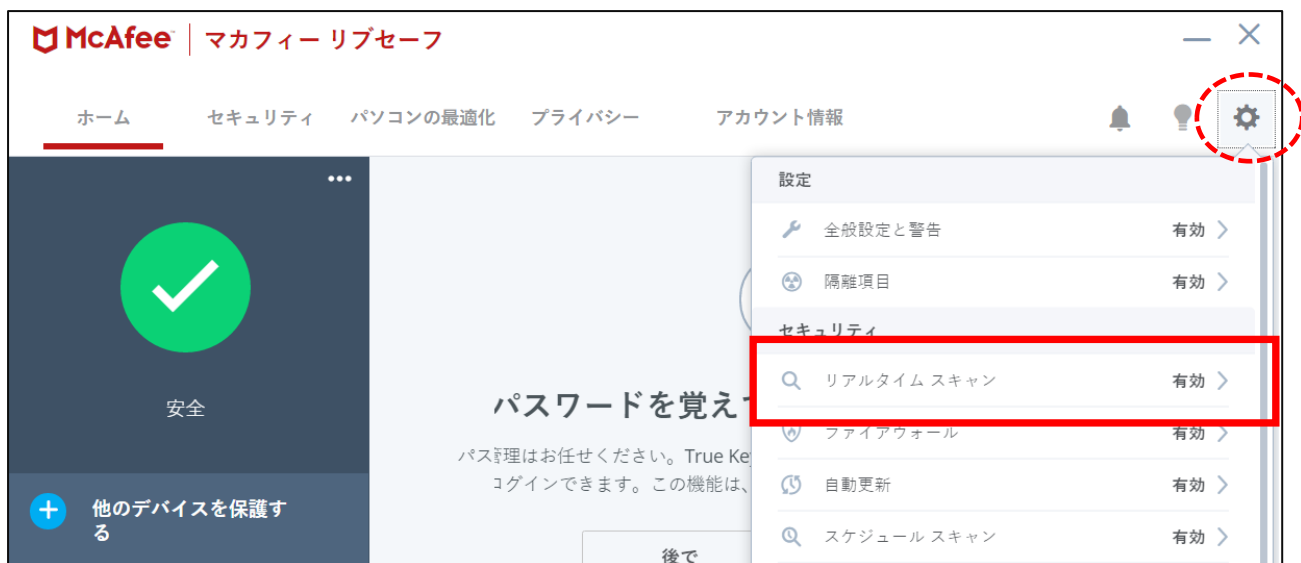 McAfee マカフィー リブセーフ
ホーム セキュリティ パソコンの最適化 プライバシー アカウント情報
設定
全般設定と警告 有効
隔離項目 有効
セキュリティ
リアルタイム スキャン 有効
ファイアウォール 有効
自動更新 有効
スケジュール スキャン 有効
安全
他のデバイスを保護す
る
パスワードを覚え
理はお任せください。True Ke
ログインできます。この機能は、
後で